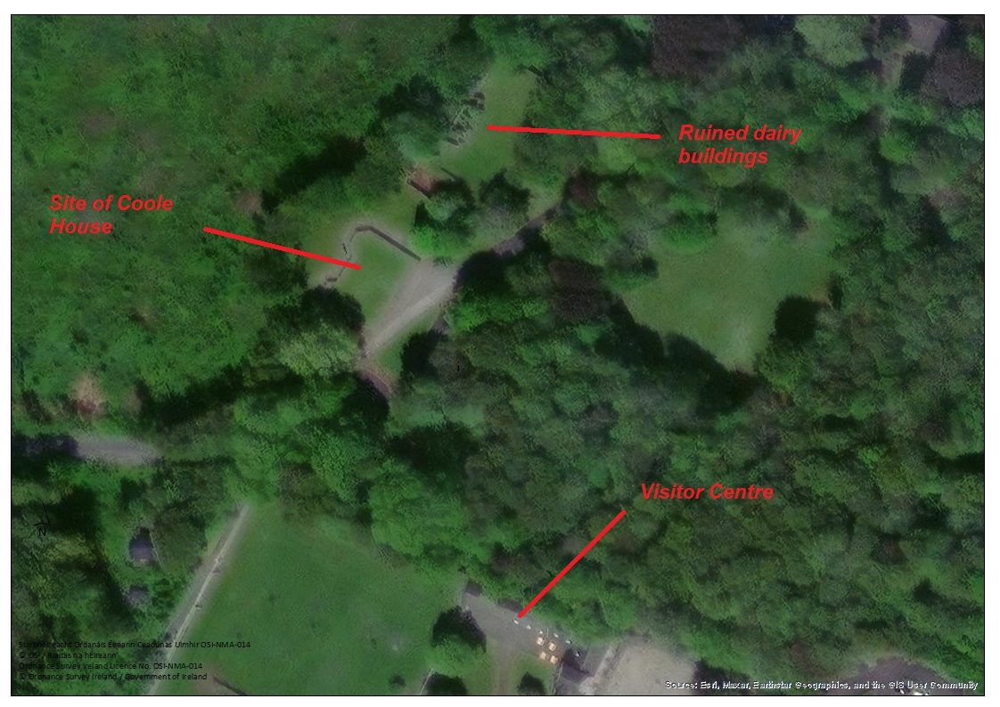 Ruined dairy
buildings
Site of Coole
House
Visitor Centre
N
Suirbhéireacht Ordanáis Éireann Ceadúnas Uimhir OSi-NMA-014
© OSi / Rialtas na hÉireann
Ordnance Survey Ireland Licence No. OSi-NMA-014
© Ordnance Survey Ireland / Government of Ireland
Source: Esri, Maxar, Earthstar Geographics, and the GIS User Community